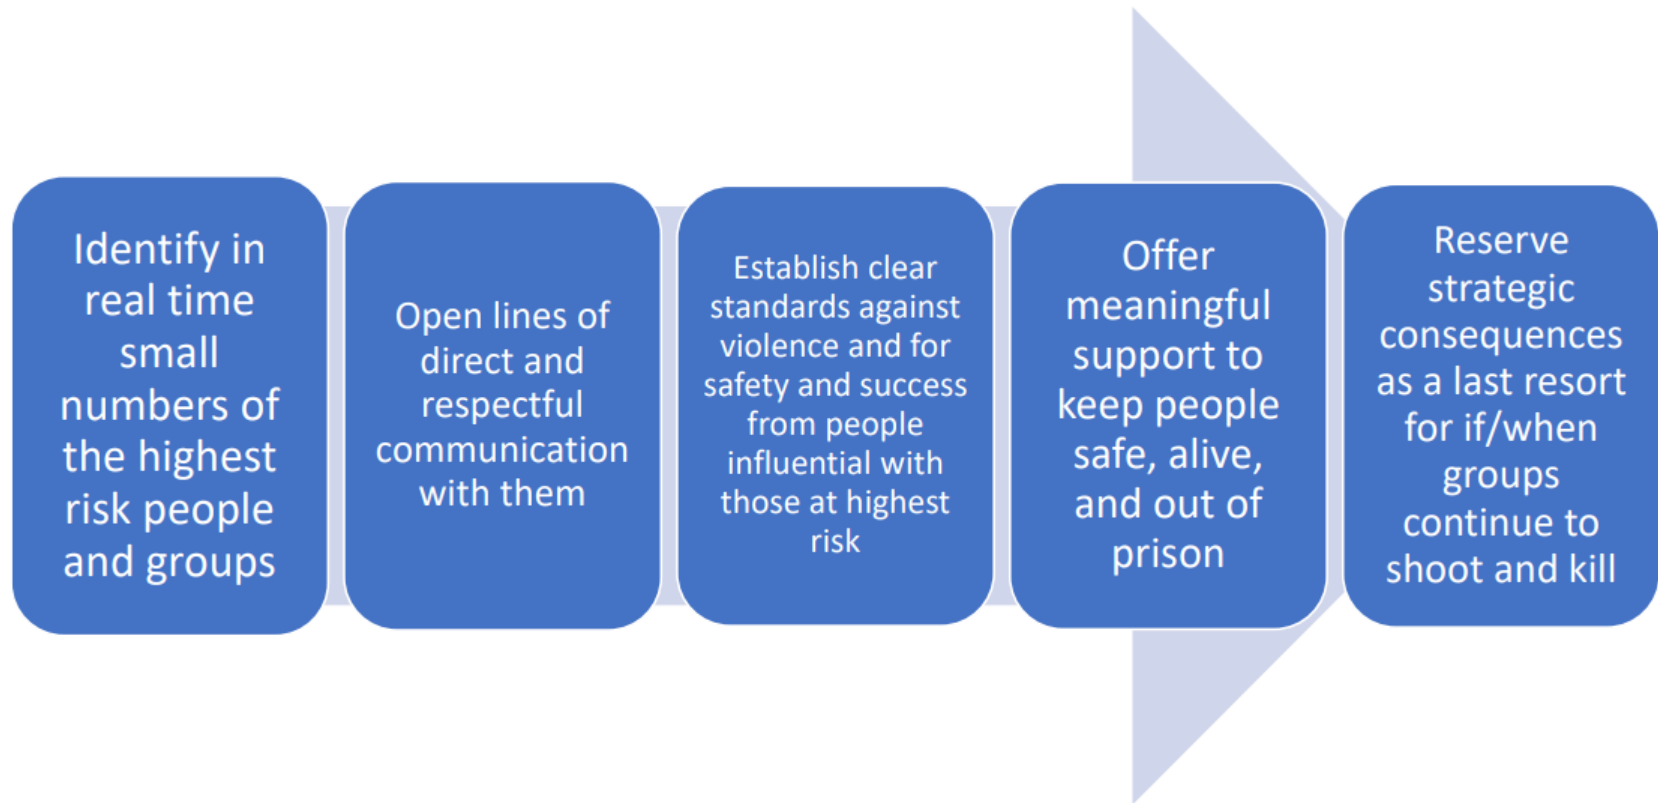 Identify in
real time
small
numbers of
the highest
risk people
and groups
Open lines of
direct and
respectful
communication
with them
Establish clear
standards against
violence and for
safety and success
from people
influential with
those at highest
risk
Offer
meaningful
support to
keep people
safe, alive,
and out of
prison
Reserve
strategic
consequences
as a last resort
for if/when
groups
continue to
shoot and kill